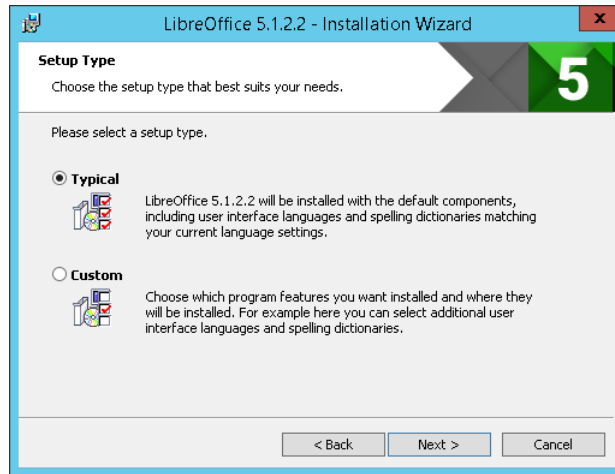 LibreOffice 5.1.2.2 - Installation Wizard
x
Setup Type
Choose the setup type that best suits your needs.
5
Please select a setup type.
Typical
LibreOffice 5.1.2.2 will be installed with the default components,
including user interface languages and spelling dictionaries matching
your current language settings.
Custom
Choose which program features you want installed and where they
will be installed. For example here you can select additional user
interface languages and spelling dictionaries.
< Back
Next >
Cancel